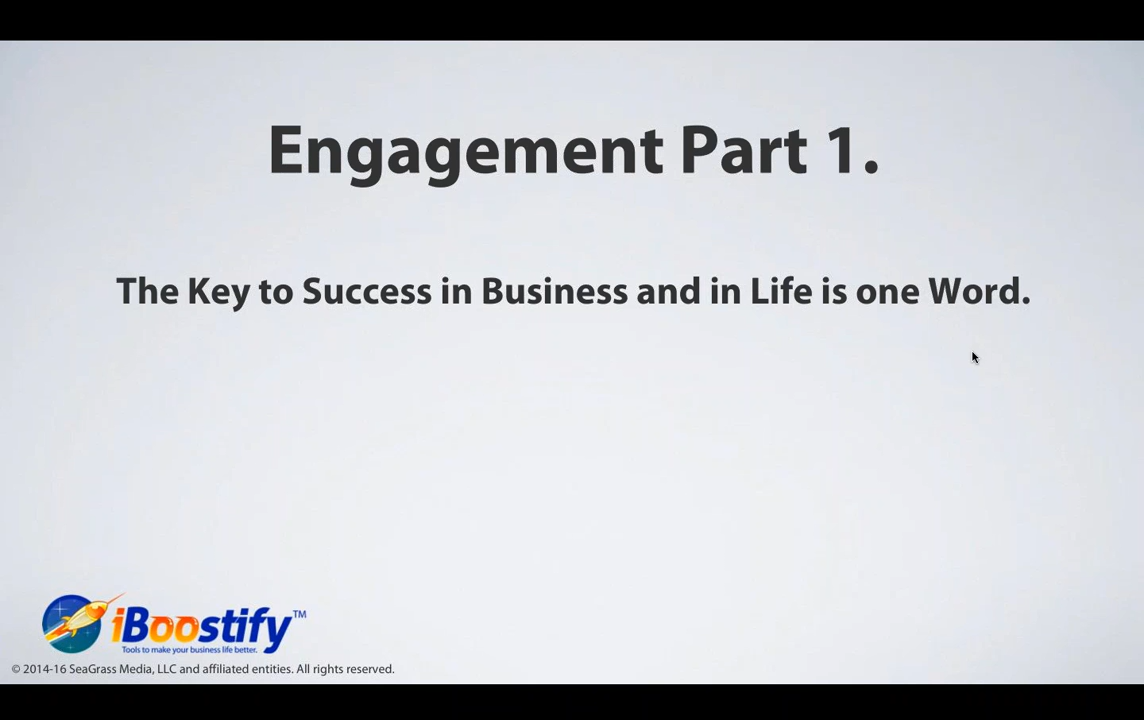 Engagement Part 1.
The Key to Success in Business and in Life is one Word.
iBoostify™
Tools to make your business life better.
© 2014-16 SeaGrass Media, LLC and affiliated entities. All rights reserved.